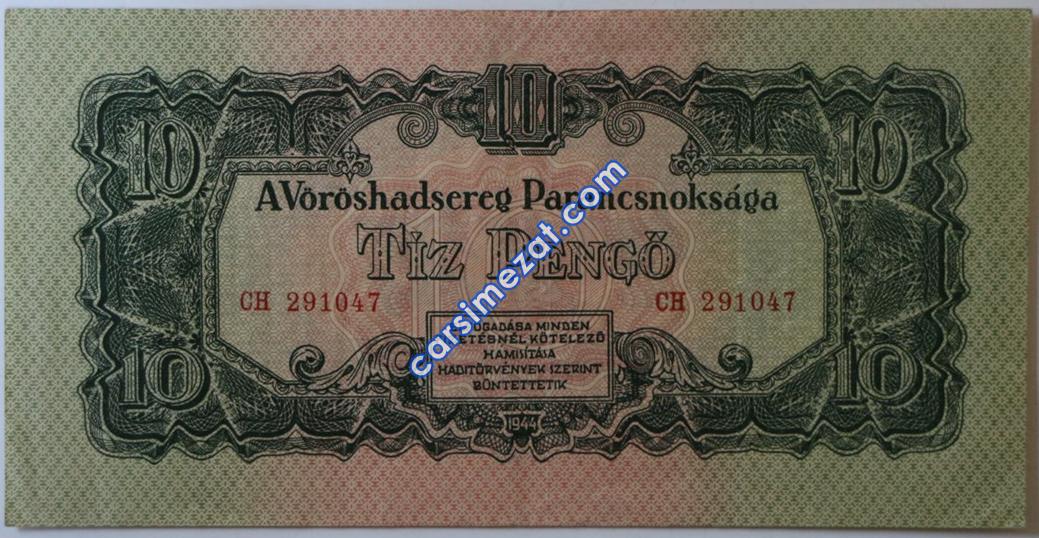 10
10 10
A Vöröshadsereg Parancsnoksága
Tíz Pengő
CH 291047 CH 291047
MINDEN
KÖTELEZŐ
HAMISÍTÁSA
HADITÖRVÉNYEK SZERINT
BÜNTETTETIK
10 10
1944
carsimezat.com